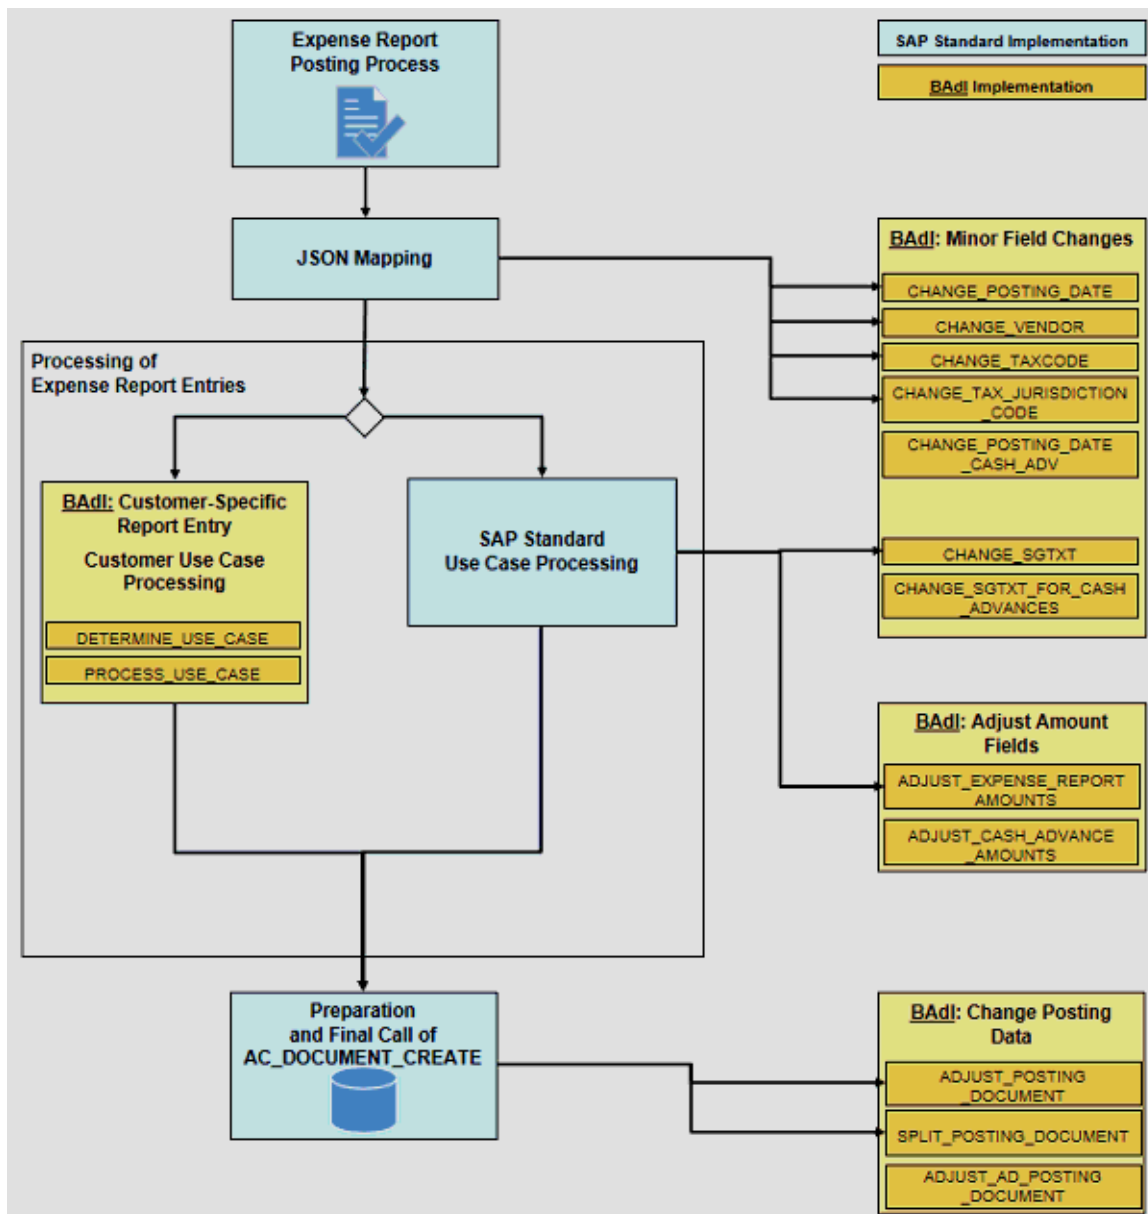 Expense Report
Posting Process
SAP Standard Implementation
BAdI Implementation
JSON Mapping
BAdI: Minor Field Changes
CHANGE_POSTING_DATE
CHANGE_VENDOR
CHANGE_TAXCODE
CHANGE_TAX_JURISDICTION
_CODE
CHANGE_POSTING_DATE
_CASH_ADV
CHANGE_SGTXT
CHANGE_SGTXT_FOR_CASH
_ADVANCES
Processing of
Expense Report Entries
BAdI: Customer-Specific
Report Entry
Customer Use Case
Processing
DETERMINE_USE_CASE
PROCESS_USE_CASE
SAP Standard
Use Case Processing
BAdI: Adjust Amount
Fields
ADJUST_EXPENSE_REPORT
AMOUNTS
ADJUST_CASH_ADVANCE
_AMOUNTS
Preparation
and Final Call of
AC_DOCUMENT_CREATE
BAdI: Change Posting
Data
ADJUST_POSTING
_DOCUMENT
SPLIT_POSTING_DOCUMENT
ADJUST_AD_POSTING
_DOCUMENT